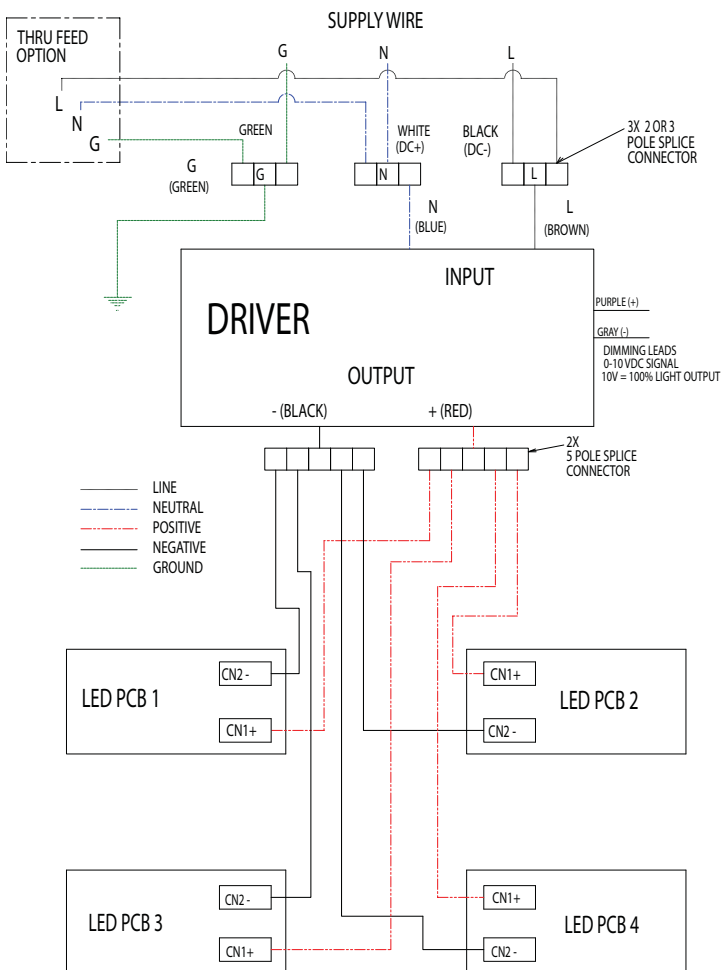 SUPPLY WIRE
THRU FEED
OPTION
L
N
G
G
N
L
GREEN
G
(GREEN)
WHITE
(DC+)
BLACK
(DC-)
3X 2 OR 3
POLE SPLICE
CONNECTOR
G
N
L
N
(BLUE)
L
(BROWN)
INPUT
DRIVER
OUTPUT
- (BLACK)
+ (RED)
PURPLE (+)
GRAY (-)
DIMMING LEADS
0-10 VDC SIGNAL
10V = 100% LIGHT OUTPUT
2X
5 POLE SPLICE
CONNECTOR
LINE
NEUTRAL
POSITIVE
NEGATIVE
GROUND
LED PCB 1
CN2 -
CN1+
CN1+
CN2 -
LED PCB 2
LED PCB 3
CN2 -
CN1+
CN1+
CN2 -
LED PCB 4